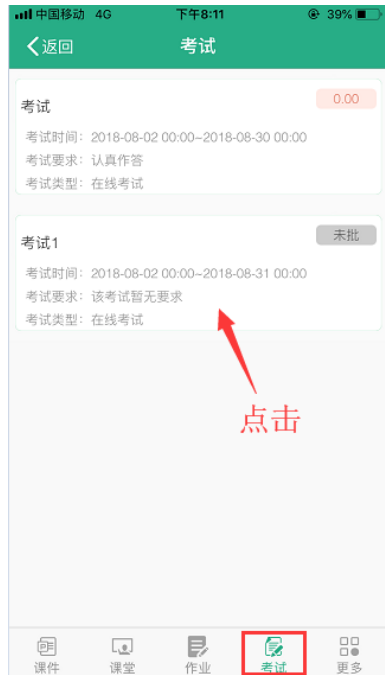 中国移动 4G 下午8:11 39%
返回 考试
考试 0.00
考试时间：2018-08-02 00:00~2018-08-30 00:00
考试要求：认真作答
考试类型：在线考试
考试1 未批
考试时间：2018-08-02 00:00~2018-08-31 00:00
考试要求：该考试暂无要求
考试类型：在线考试
点击
课件 课堂 作业 考试 更多